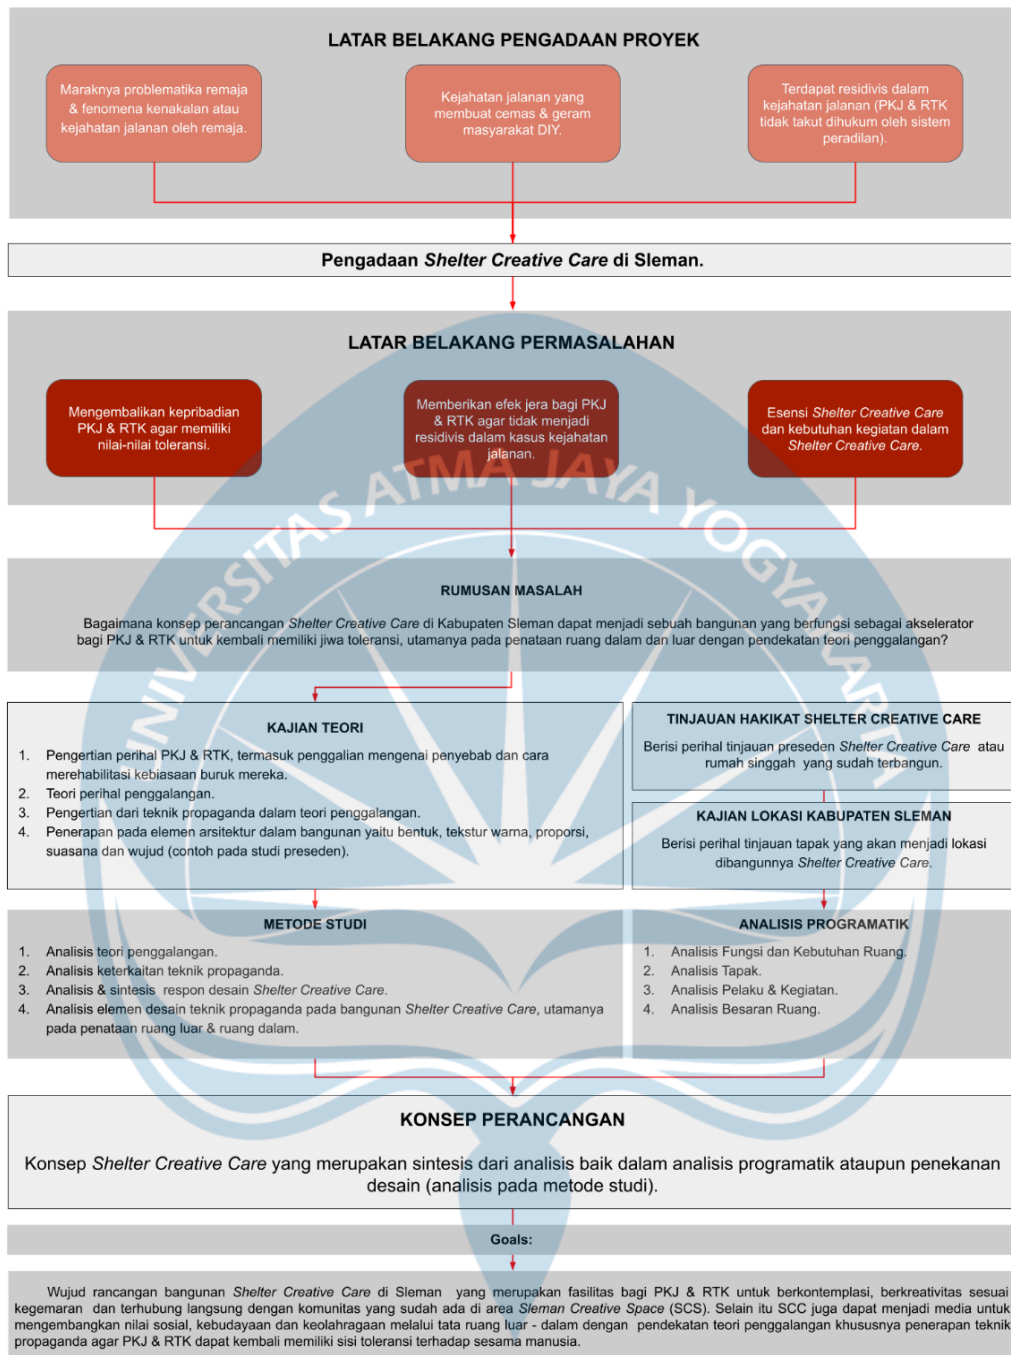 LATAR BELAKANG PENGADAAN PROYEK
Maraknya problematika remaja
& fenomena kenakalan atau
kejahatan jalanan oleh remaja.
Kejahatan jalanan yang
membuat cemas & geram
masyarakat DIY.
Terdapat residivis dalam
kejahatan jalanan (PKJ & RTK
tidak takut dihukum oleh sistem
peradilan).
Pengadaan Shelter Creative Care di Sleman.
LATAR BELAKANG PERMASALAHAN
Mengembalikan kepribadian
PKJ & RTK agar memiliki
nilai-nilai toleransi.
Memberikan efek jera bagi PKJ
& RTK agar tidak menjadi
residivis dalam kasus kejahatan
jalanan.
Esensi Shelter Creative Care
dan kebutuhan kegiatan dalam
Shelter Creative Care.
UNIVERSITAS ATMA JAYA YOGYAKARTA
RUMUSAN MASALAH
Bagaimana konsep perancangan Shelter Creative Care di Kabupaten Sleman dapat menjadi sebuah bangunan yang berfungsi sebagai akselerator
bagi PKJ & RTK untuk kembali memiliki jiwa toleransi, utamanya pada penataan ruang dalam dan luar dengan pendekatan teori penggalangan?
KAJIAN TEORI
1. Pengertian perihal PKJ & RTK, termasuk penggalian mengenai penyebab dan cara
merehabilitasi kebiasaan buruk mereka.
2. Teori perihal penggalangan.
3. Pengertian dari teknik propaganda dalam teori penggalangan.
4. Penerapan pada elemen arsitektur dalam bangunan yaitu bentuk, tekstur warna, proporsi,
suasana dan wujud (contoh pada studi preseden).
TINJAUAN HAKIKAT SHELTER CREATIVE CARE
Berisi perihal tinjauan preseden Shelter Creative Care atau
rumah singgah yang sudah terbangun.
KAJIAN LOKASI KABUPATEN SLEMAN
Berisi perihal tinjauan tapak yang akan menjadi lokasi
dibangunnya Shelter Creative Care.
METODE STUDI
1. Analisis teori penggalangan.
2. Analisis keterkaitan teknik propaganda.
3. Analisis & sintesis respon desain Shelter Creative Care.
4. Analisis elemen desain teknik propaganda pada bangunan Shelter Creative Care, utamanya
pada penataan ruang luar & ruang dalam.
ANALISIS PROGRAMATIK
1. Analisis Fungsi dan Kebutuhan Ruang.
2. Analisis Tapak.
3. Analisis Pelaku & Kegiatan.
4. Analisis Besaran Ruang.
KONSEP PERANCANGAN
Konsep Shelter Creative Care yang merupakan sintesis dari analisis baik dalam analisis programatik ataupun penekanan
desain (analisis pada metode studi).
Goals:
Wujud rancangan bangunan Shelter Creative Care di Sleman yang merupakan fasilitas bagi PKJ & RTK untuk berkontemplasi, berkreativitas sesuai
kegemaran dan terhubung langsung dengan komunitas yang sudah ada di area Sleman Creative Space (SCS). Selain itu SCC juga dapat menjadi media untuk
mengembangkan nilai sosial, kebudayaan dan keolahragaan melalui tata ruang luar - dalam dengan pendekatan teori penggalangan khususnya penerapan teknik
propaganda agar PKJ & RTK dapat kembali memiliki sisi toleransi terhadap sesama manusia.